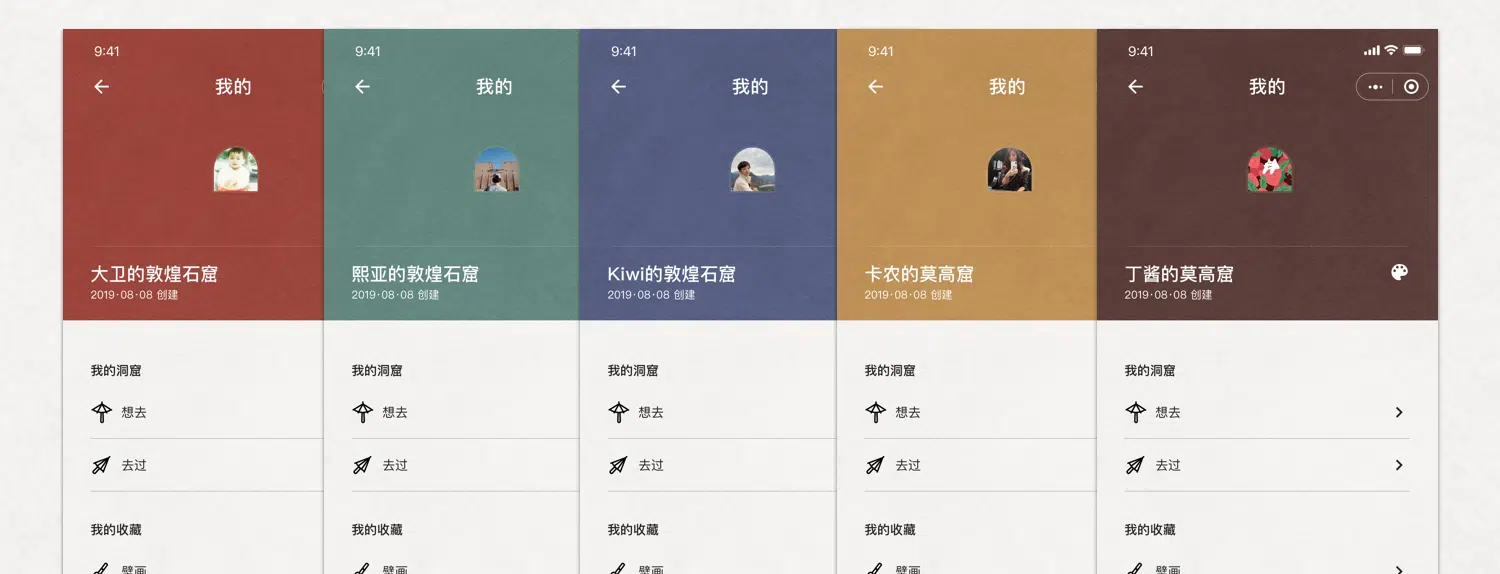 9:41
我的
大卫的敦煌石窟
2019·08·08 创建
我的洞窟
想去
去过
我的收藏
壁画
9:41
我的
熙亚的敦煌石窟
2019·08·08 创建
我的洞窟
想去
去过
我的收藏
壁画
9:41
我的
Kiwi的敦煌石窟
2019·08·08 创建
我的洞窟
想去
去过
我的收藏
壁画
9:41
我的
卡农的莫高窟
2019·08·08 创建
我的洞窟
想去
去过
我的收藏
壁画
9:41
我的
丁酱的莫高窟
2019·08·08 创建
我的洞窟
想去
去过
我的收藏
壁画